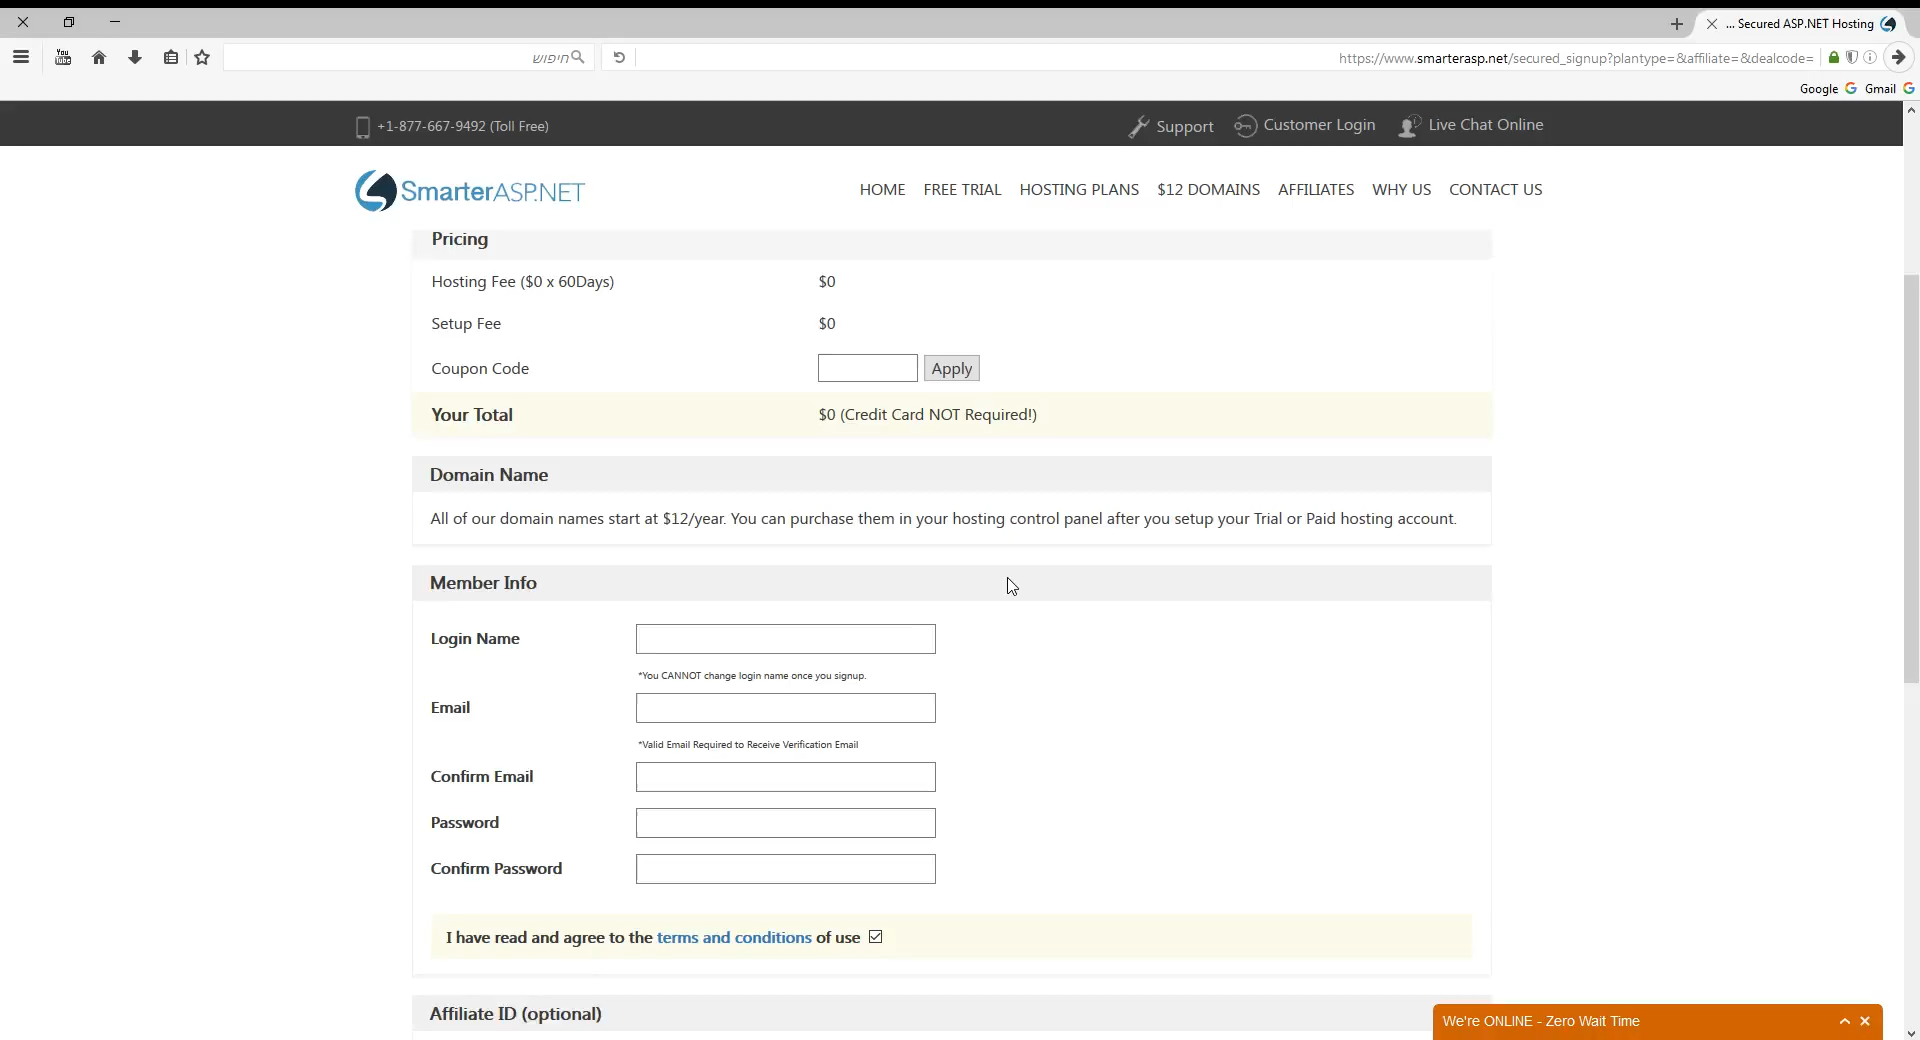 ... Secured ASP.NET Hosting
You Tube
חיפוש
https://www.smarterasp.net/secured_signup?plantype=&affiliate=&dealcode=
Google
Gmail
+1-877-667-9492 (Toll Free)
Support
Customer Login
Live Chat Online
SmarterASP.NET
HOME FREE TRIAL HOSTING PLANS $12 DOMAINS AFFILIATES WHY US CONTACT US
Pricing
Hosting Fee ($0 x 60Days) $0
Setup Fee $0
Coupon Code Apply
Your Total $0 (Credit Card NOT Required!)
Domain Name
All of our domain names start at $12/year. You can purchase them in your hosting control panel after you setup your Trial or Paid hosting account.
Member Info
Login Name
*You CANNOT change login name once you signup.
Email
*Valid Email Required to Receive Verification Email
Confirm Email
Password
Confirm Password
I have read and agree to the terms and conditions of use
Affiliate ID (optional)
We're ONLINE - Zero Wait Time